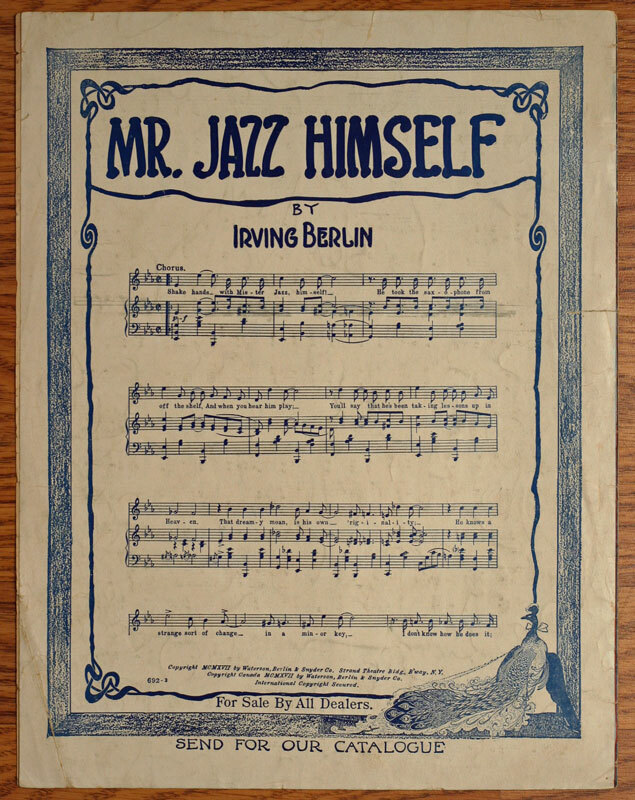 MR. JAZZ HIMSELF
BY
IRVING BERLIN
Chorus.
Shake hands with Mis-ter Jazz, him-self! He took the sax-o-phone from
off the shelf, And when you hear him play; You'll say that he's been tak-ing les-sons up in
Heav-en, That dream-y moan, is his own 'rig-i-nal-i-ty; He knows a
strange sort of change in a min-or key, I don't know how he does it;
Copyright MCMXVII by Waterson, Berlin & Snyder Co. Strand Theatre Bldg., B'way, N.Y.
Copyright Canada MCMXVII by Waterson, Berlin & Snyder Co.
International Copyright Secured.
692-3
For Sale By All Dealers.
SEND FOR OUR CATALOGUE